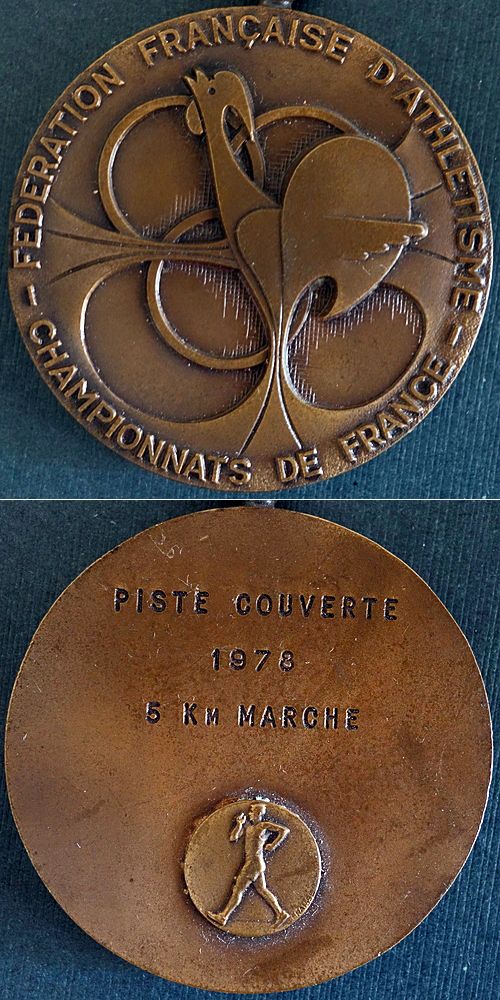 FEDERATION FRANÇAISE D'ATHLETISME
- CHAMPIONNATS DE FRANCE -
PISTE COUVERTE
1978
5 KM MARCHE